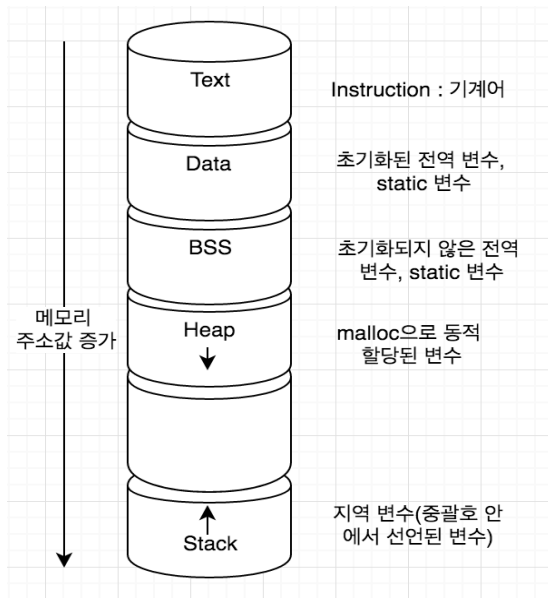 Text
Instruction : 기계어
Data
초기화된 전역 변수,
static 변수
BSS
초기화되지 않은 전역
변수, static 변수
메모리
주소값 증가
Heap
malloc으로 동적
할당된 변수
지역 변수(중괄호 안
에서 선언된 변수)
Stack